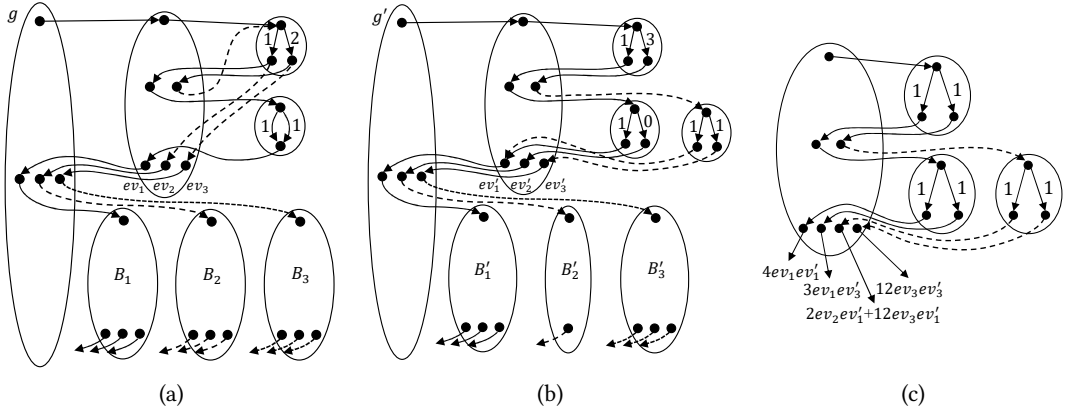 g
1 2
1 1
ev₁ ev₂ ev₃
B₁ B₂ B₃
(a)
g′
1 3
1 0 1 1
ev′₁ ev′₂ ev′₃
B′₁ B′₂ B′₃
(b)
1 1
1 1 1 1
4ev₁ev′₁
3ev₁ev′₃ 12ev₃ev′₃
2ev₂ev′₁+12ev₃ev′₁
(c)